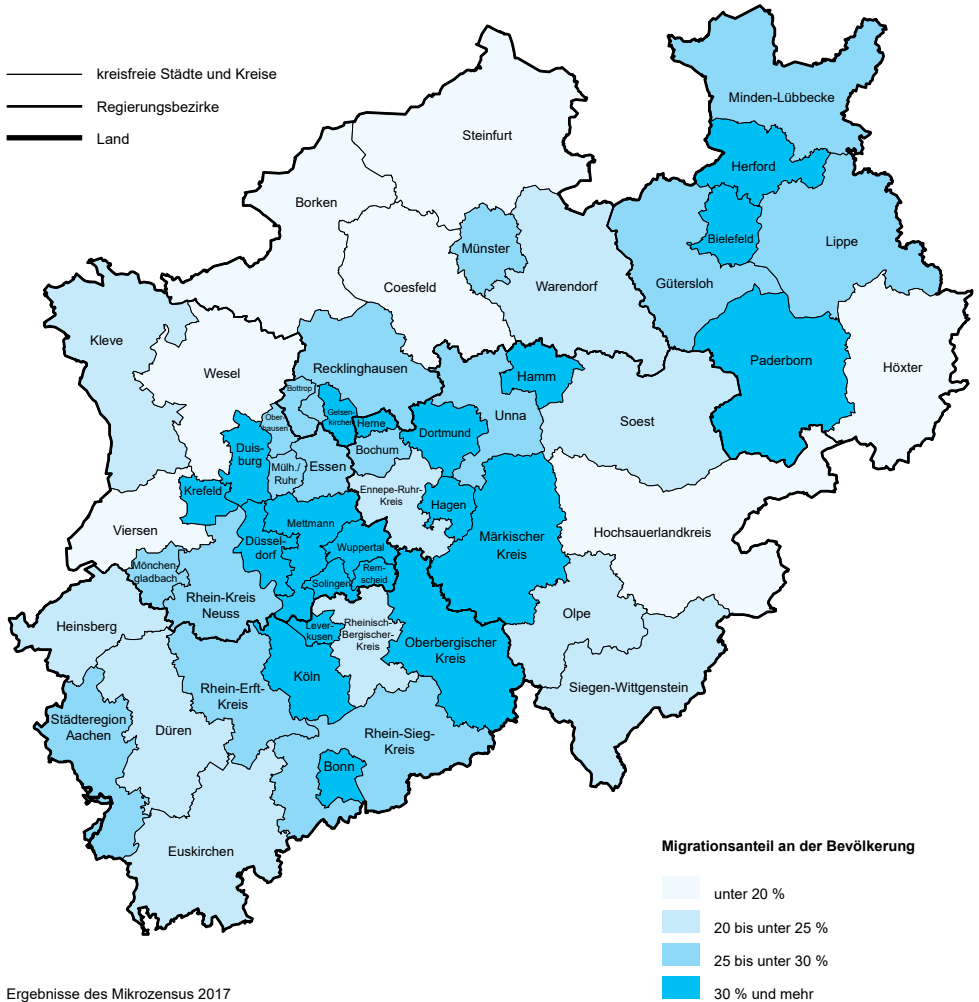 kreisfreie Städte und Kreise
Regierungsbezirke
Land
Minden-Lübbecke
Steinfurt
Herford
Borken
Bielefeld
Lippe
Münster
Coesfeld
Warendorf
Gütersloh
Kleve
Wesel
Recklinghausen
Paderborn
Höxter
Hamm
Bottrop
Gelsen-
kirchen
Herne
Unna
Soest
Ober-
hausen
Dortmund
Duis-
burg
Bochum
Essen
Mülh./
Ruhr
Krefeld
Ennepe-Ruhr-
Kreis
Hagen
Viersen
Mettmann
Düssel-
dorf
Wuppertal
Märkischer
Kreis
Hochsauerlandkreis
Mönchen-
gladbach
Rem-
scheid
Solingen
Rhein-Kreis
Neuss
Olpe
Heinsberg
Lever-
kusen
Rheinisch-
Bergischer-
Kreis
Oberbergischer
Kreis
Köln
Siegen-Wittgenstein
Rhein-Erft-
Kreis
Städteregion
Aachen
Düren
Rhein-Sieg-
Kreis
Bonn
Euskirchen
Migrationsanteil an der Bevölkerung
unter 20 %
20 bis unter 25 %
25 bis unter 30 %
30 % und mehr
Ergebnisse des Mikrozensus 2017